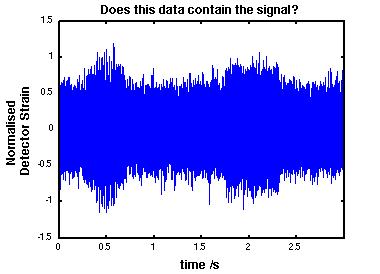 Does this data contain the signal?
1.5
1
0.5
0
-0.5
-1
-1.5
Normalised
Detector Strain
0 0.5 1 1.5 2 2.5
time /s